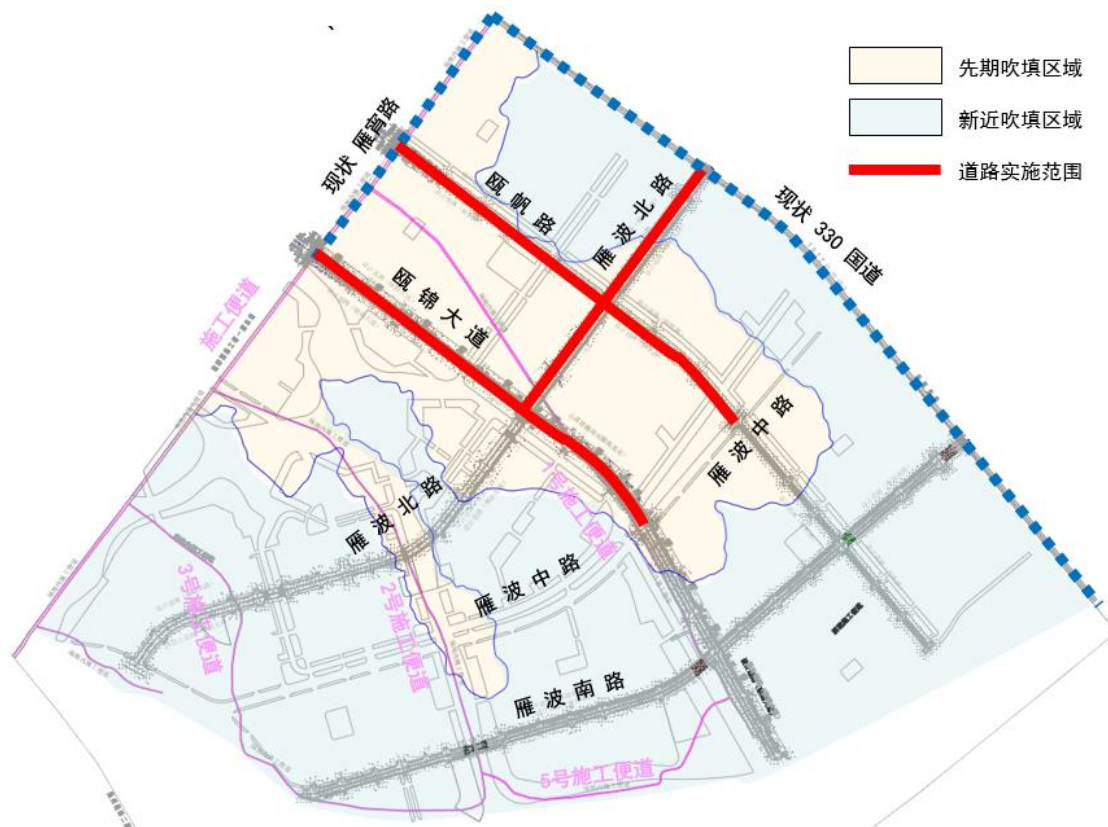 先期吹填区域
新近吹填区域
道路实施范围
现状 雁宵路
瓯帆路
雁波北路
现状 330 国道
瓯锦大道
施工便道
雁波中路
1号施工便道
雁波北路
雁波中路
3号施工便道
2号施工便道
雁波南路
5号施工便道